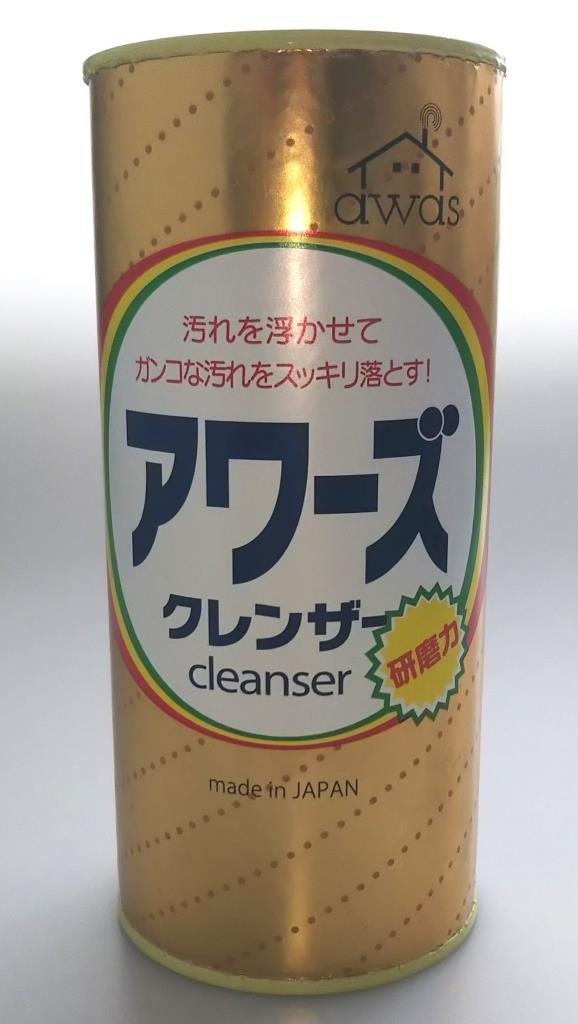 awas
汚れを浮かせて
ガンコな汚れをスッキリ落とす!
アワーズ
クレンザー
cleanser
研磨力
made in JAPAN